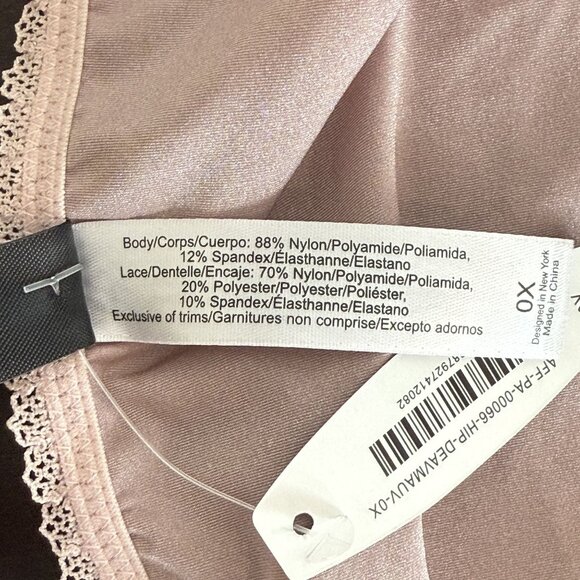 Body/Corps/Cuerpo: 88% Nylon/Polyamide/Poliamida,
12% Spandex/Élasthanne/Elastano
Lace/Dentelle/Encaje: 70% Nylon/Polyamide/Poliamida,
20% Polyester/Polyester/Poliéster,
10% Spandex/Élasthanne/Elastano
Exclusive of trims/Garnitures non comprise/Excepto adornos
0X
Designed in New York
Made in China
AFF-PA-00066-HIP-DEAVMAUV-0X
87927412082